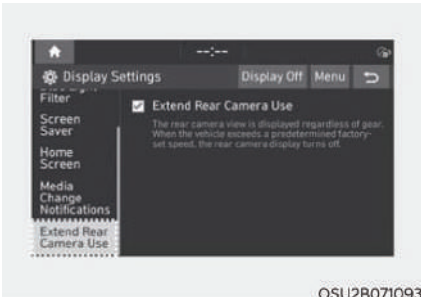 --:--
Display Settings
Display Off
Menu
Filter
Screen
Saver
Home
Screen
Media
Change
Notifications
Extend Rear
Camera Use
Extend Rear Camera Use
The rear camera view is displayed regardless of gear.
When the vehicle exceeds a predetermined factory-
set speed, the rear camera display turns off.
OSU2B071093